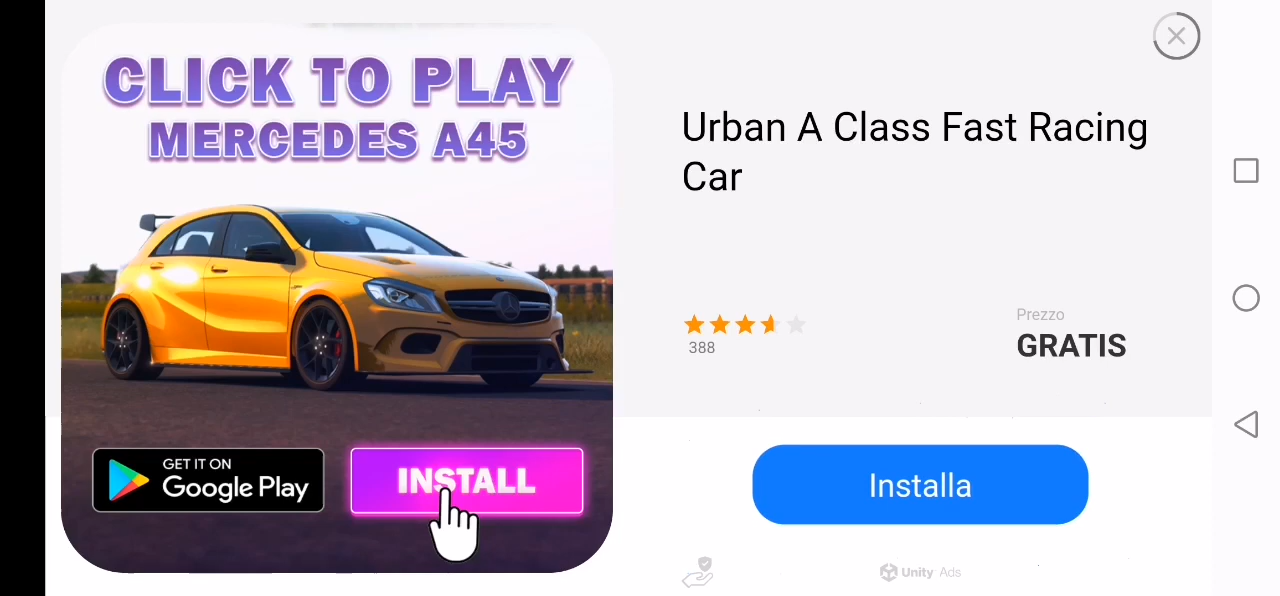 CLICK TO PLAY
MERCEDES A45
GET IT ON
Google Play
INSTALL
Urban A Class Fast Racing
Car
388
Prezzo
GRATIS
Installa
Unity Ads